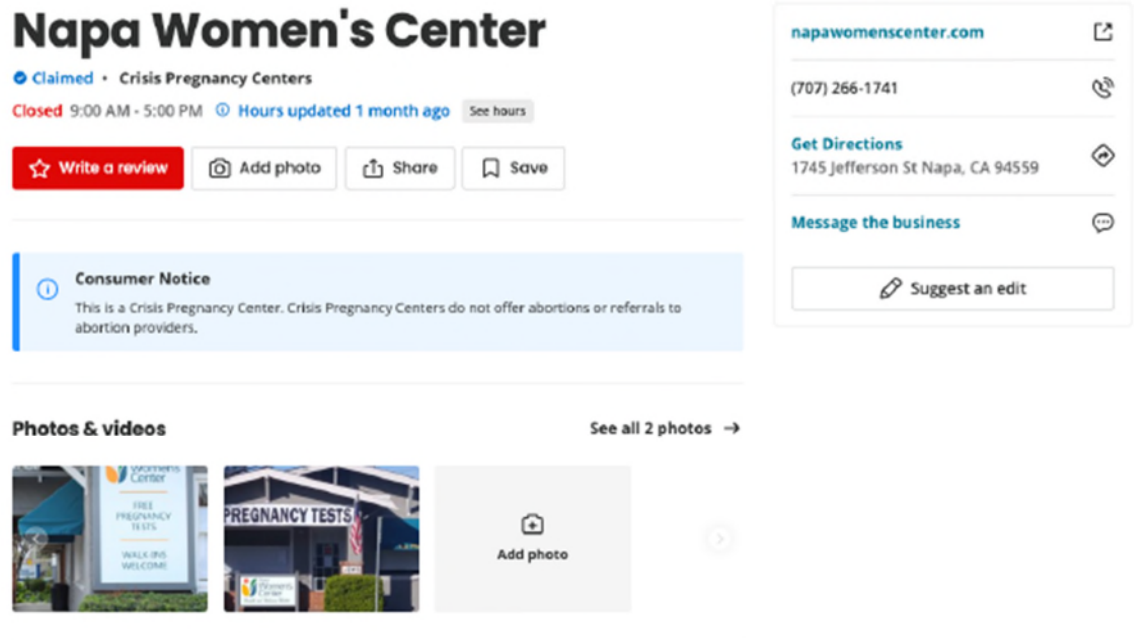 Napa Women's Center
Claimed • Crisis Pregnancy Centers
Closed 9:00 AM - 5:00 PM Hours updated 1 month ago See hours
Write a review Add photo Share Save
Consumer Notice
This is a Crisis Pregnancy Center. Crisis Pregnancy Centers do not offer abortions or referrals to
abortion providers.
Photos & videos
See all 2 photos
Womens
Center
FREE
PREGNANCY
TESTS
WALK-INS
WELCOME
PREGNANCY TESTS
Women's
Center
Add photo
napawomenscenter.com
(707) 266-1741
Get Directions
1745 Jefferson St Napa, CA 94559
Message the business
Suggest an edit